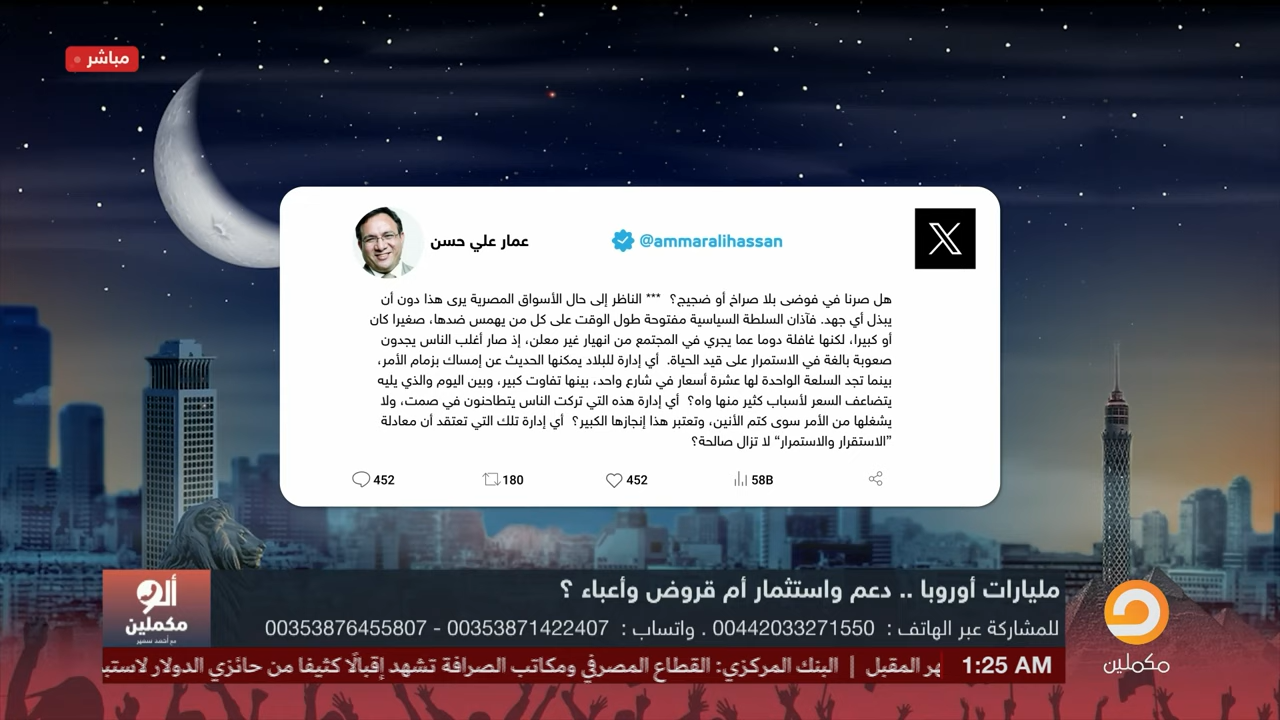 مباشر
عمار علي حسن
@ammaralihassan
هل صرنا في فوضى بلا صراخ أو ضجيج؟ *** الناظر إلى حال الأسواق المصرية يرى هذا دون أن
يبذل أي جهد. فآذان السلطة السياسية مفتوحة طول الوقت على كل من يهمس ضدها، صغيرا كان
أو كبيرا، لكنها غافلة دوما عما يجري في المجتمع من انهيار غير معلن، إذ صار أغلب الناس يجدون
صعوبة بالغة في الاستمرار على قيد الحياة. أي إدارة للبلاد يمكنها الحديث عن إمساك بزمام الأمر،
بينما تجد السلعة الواحدة لها عشرة أسعار في شارع واحد، بينها تفاوت كبير، وبين اليوم والذي يليه
يتضاعف السعر لأسباب كثير منها واه؟ أي إدارة هذه التي تركت الناس يتطاحنون في صمت، ولا
يشغلها من الأمر سوى كتم الأنين، وتعتبر هذا إنجازها الكبير؟ أي إدارة تلك التي تعتقد أن معادلة
"الاستقرار والاستمرار" لا تزال صالحة؟
452 180 452 58B
مليارات أوروبا .. دعم واستثمار أم قروض وأعباء ؟
للمشاركة عبر الهاتف : 00442033271550 . واتساب : 00353871422407 - 00353876455807
ألو
مكملين
مع أحمد سمير
1:25 AM
هر المقبل | البنك المركزي: القطاع المصرفي ومكاتب الصرافة تشهد إقبالًا كثيفا من حائزي الدولار لاستبد
مكملين